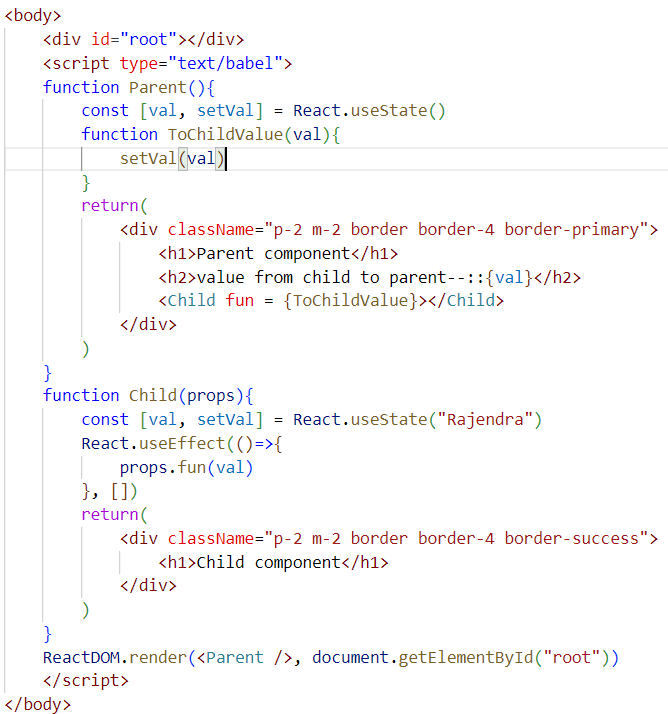 <body>
    <div id="root"></div>
    <script type="text/babel">
    function Parent(){
        const [val, setVal] = React.useState()
        function ToChildValue(val){
            setVal(val)
        }
        return(
            <div className="p-2 m-2 border border-4 border-primary">
                <h1>Parent component</h1>
                <h2>value from child to parent--::{val}</h2>
                <Child fun = {ToChildValue}></Child>
            </div>
        )
    }
    function Child(props){
        const [val, setVal] = React.useState("Rajendra")
        React.useEffect(()=>{
            props.fun(val)
        }, [])
        return(
            <div className="p-2 m-2 border border-4 border-success">
                <h1>Child component</h1>
            </div>
        )
    }
    ReactDOM.render(<Parent />, document.getElementById("root"))
    </script>
</body>